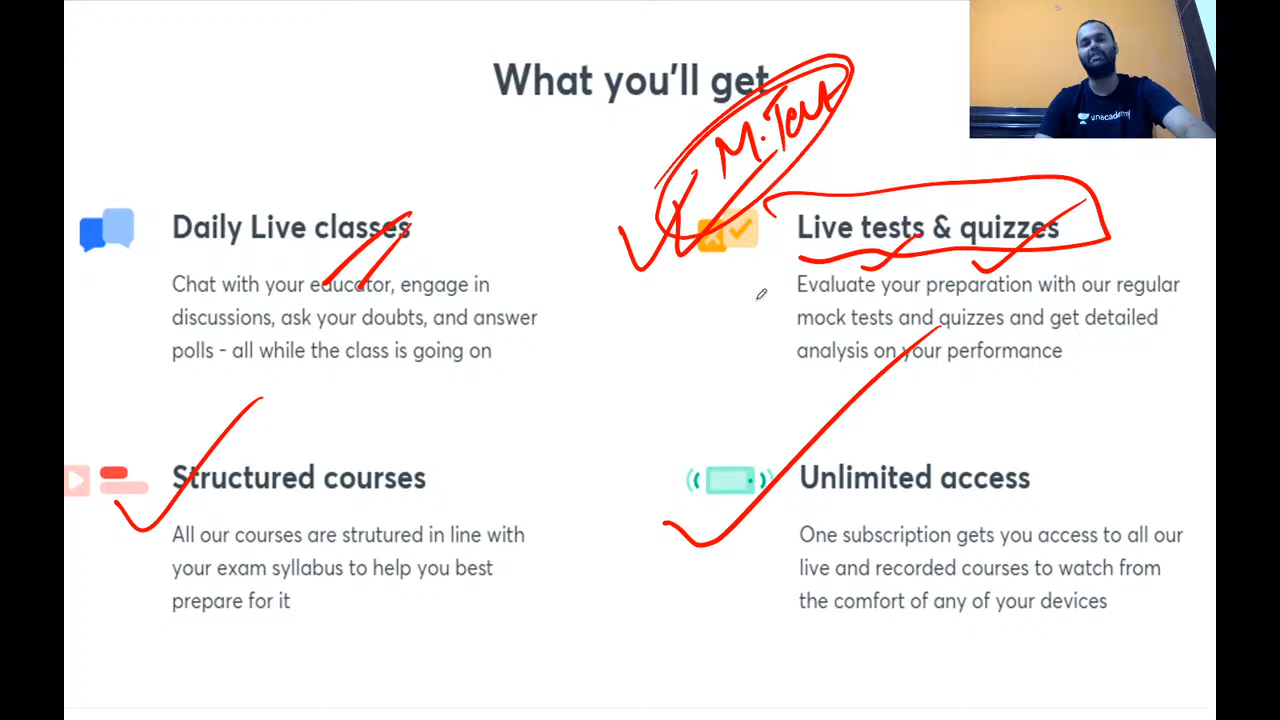 What you'll get
M. Test
unacademy
Daily Live classes
Chat with your educator, engage in
discussions, ask your doubts, and answer
polls - all while the class is going on
Live tests & quizzes
Evaluate your preparation with our regular
mock tests and quizzes and get detailed
analysis on your performance
Structured courses
All our courses are strutured in line with
your exam syllabus to help you best
prepare for it
Unlimited access
One subscription gets you access to all our
live and recorded courses to watch from
the comfort of any of your devices